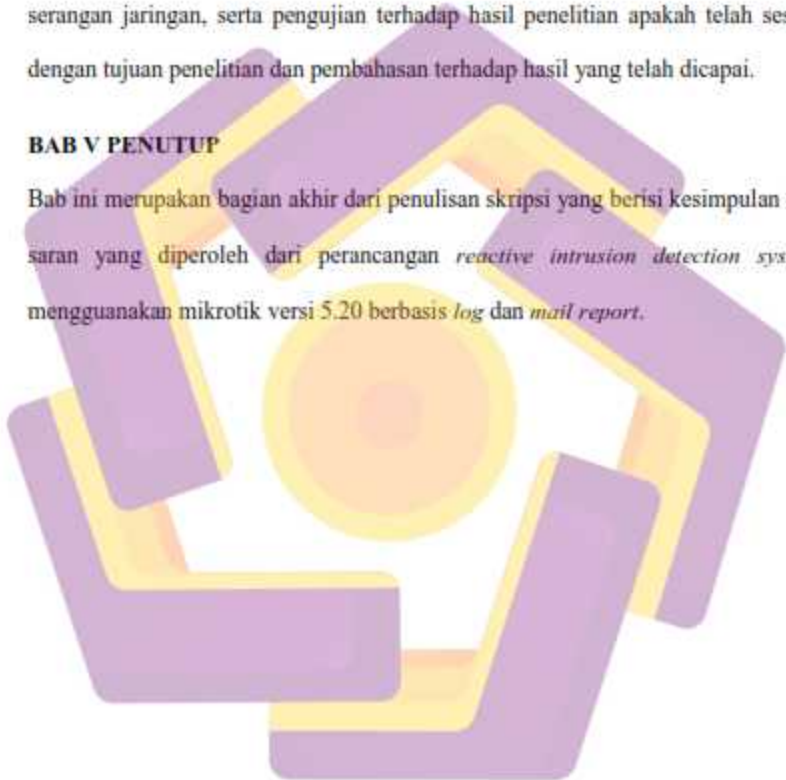 serangan jaringan, serta pengujian terhadap hasil penelitian apakah telah ses
dengan tujuan penelitian dan pembahasan terhadap hasil yang telah dicapai.
BAB V PENUTUP
Bab ini merupakan bagian akhir dari penulisan skripsi yang berisi kesimpulan
saran yang diperoleh dari perancangan reactive intrusion detection sys
mengguanakan mikrotik versi 5.20 berbasis log dan mail report.